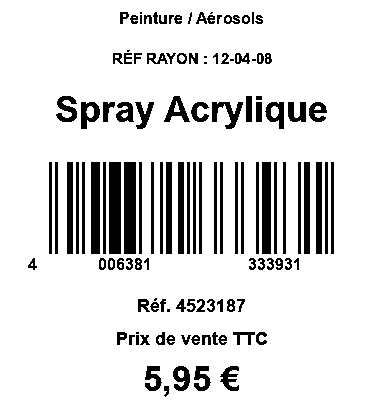 Peinture / Aérosols
RÉF RAYON : 12-04-08
Spray Acrylique
4 006381 333931
Réf. 4523187
Prix de vente TTC
5,95 €